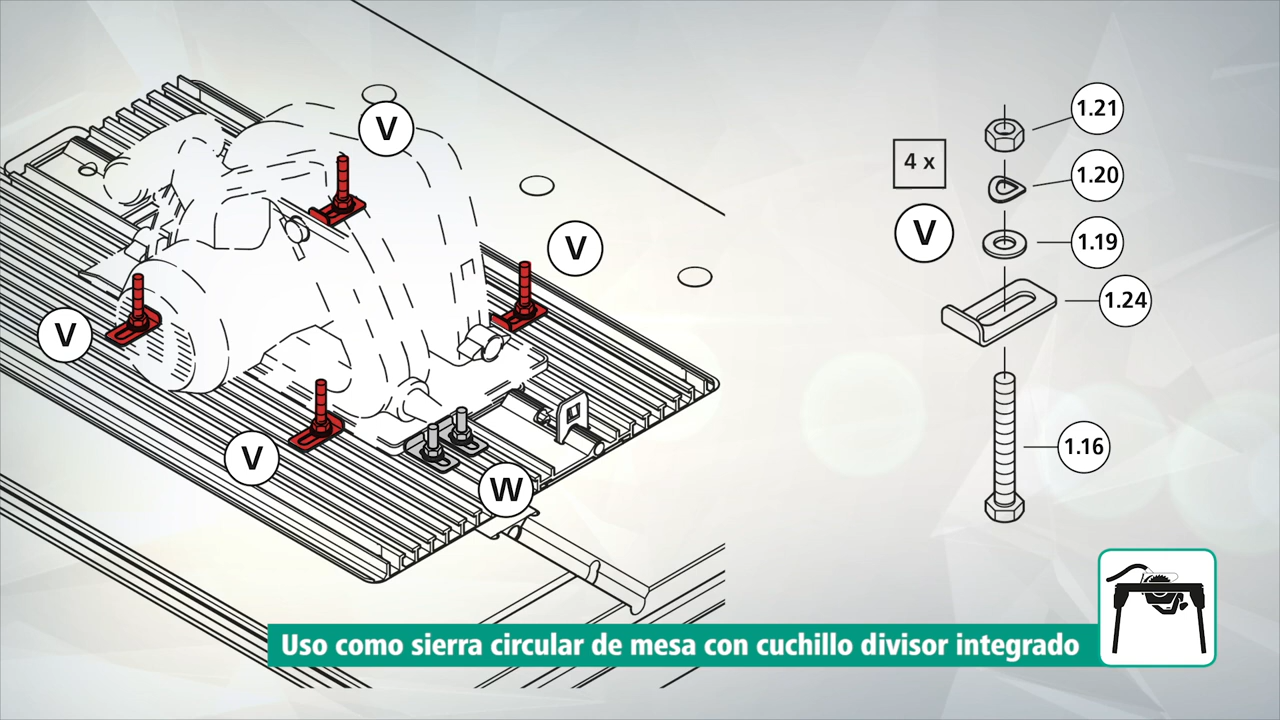 V
V
V
V
W
4 x
V
1.21
1.20
1.19
1.24
1.16
Uso como sierra circular de mesa con cuchillo divisor integrado